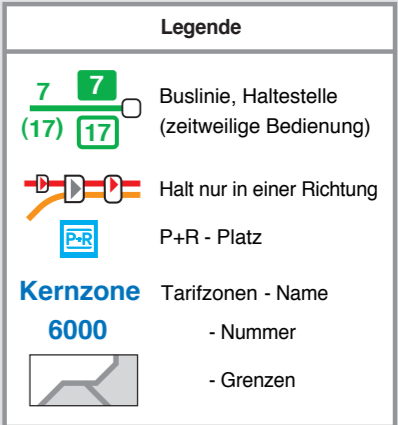 Legende
7 7
Buslinie, Haltestelle
(17) 17
(zeitweilige Bedienung)
Halt nur in einer Richtung
P+R P+R - Platz
Kernzone Tarifzonen - Name
6000 - Nummer
- Grenzen